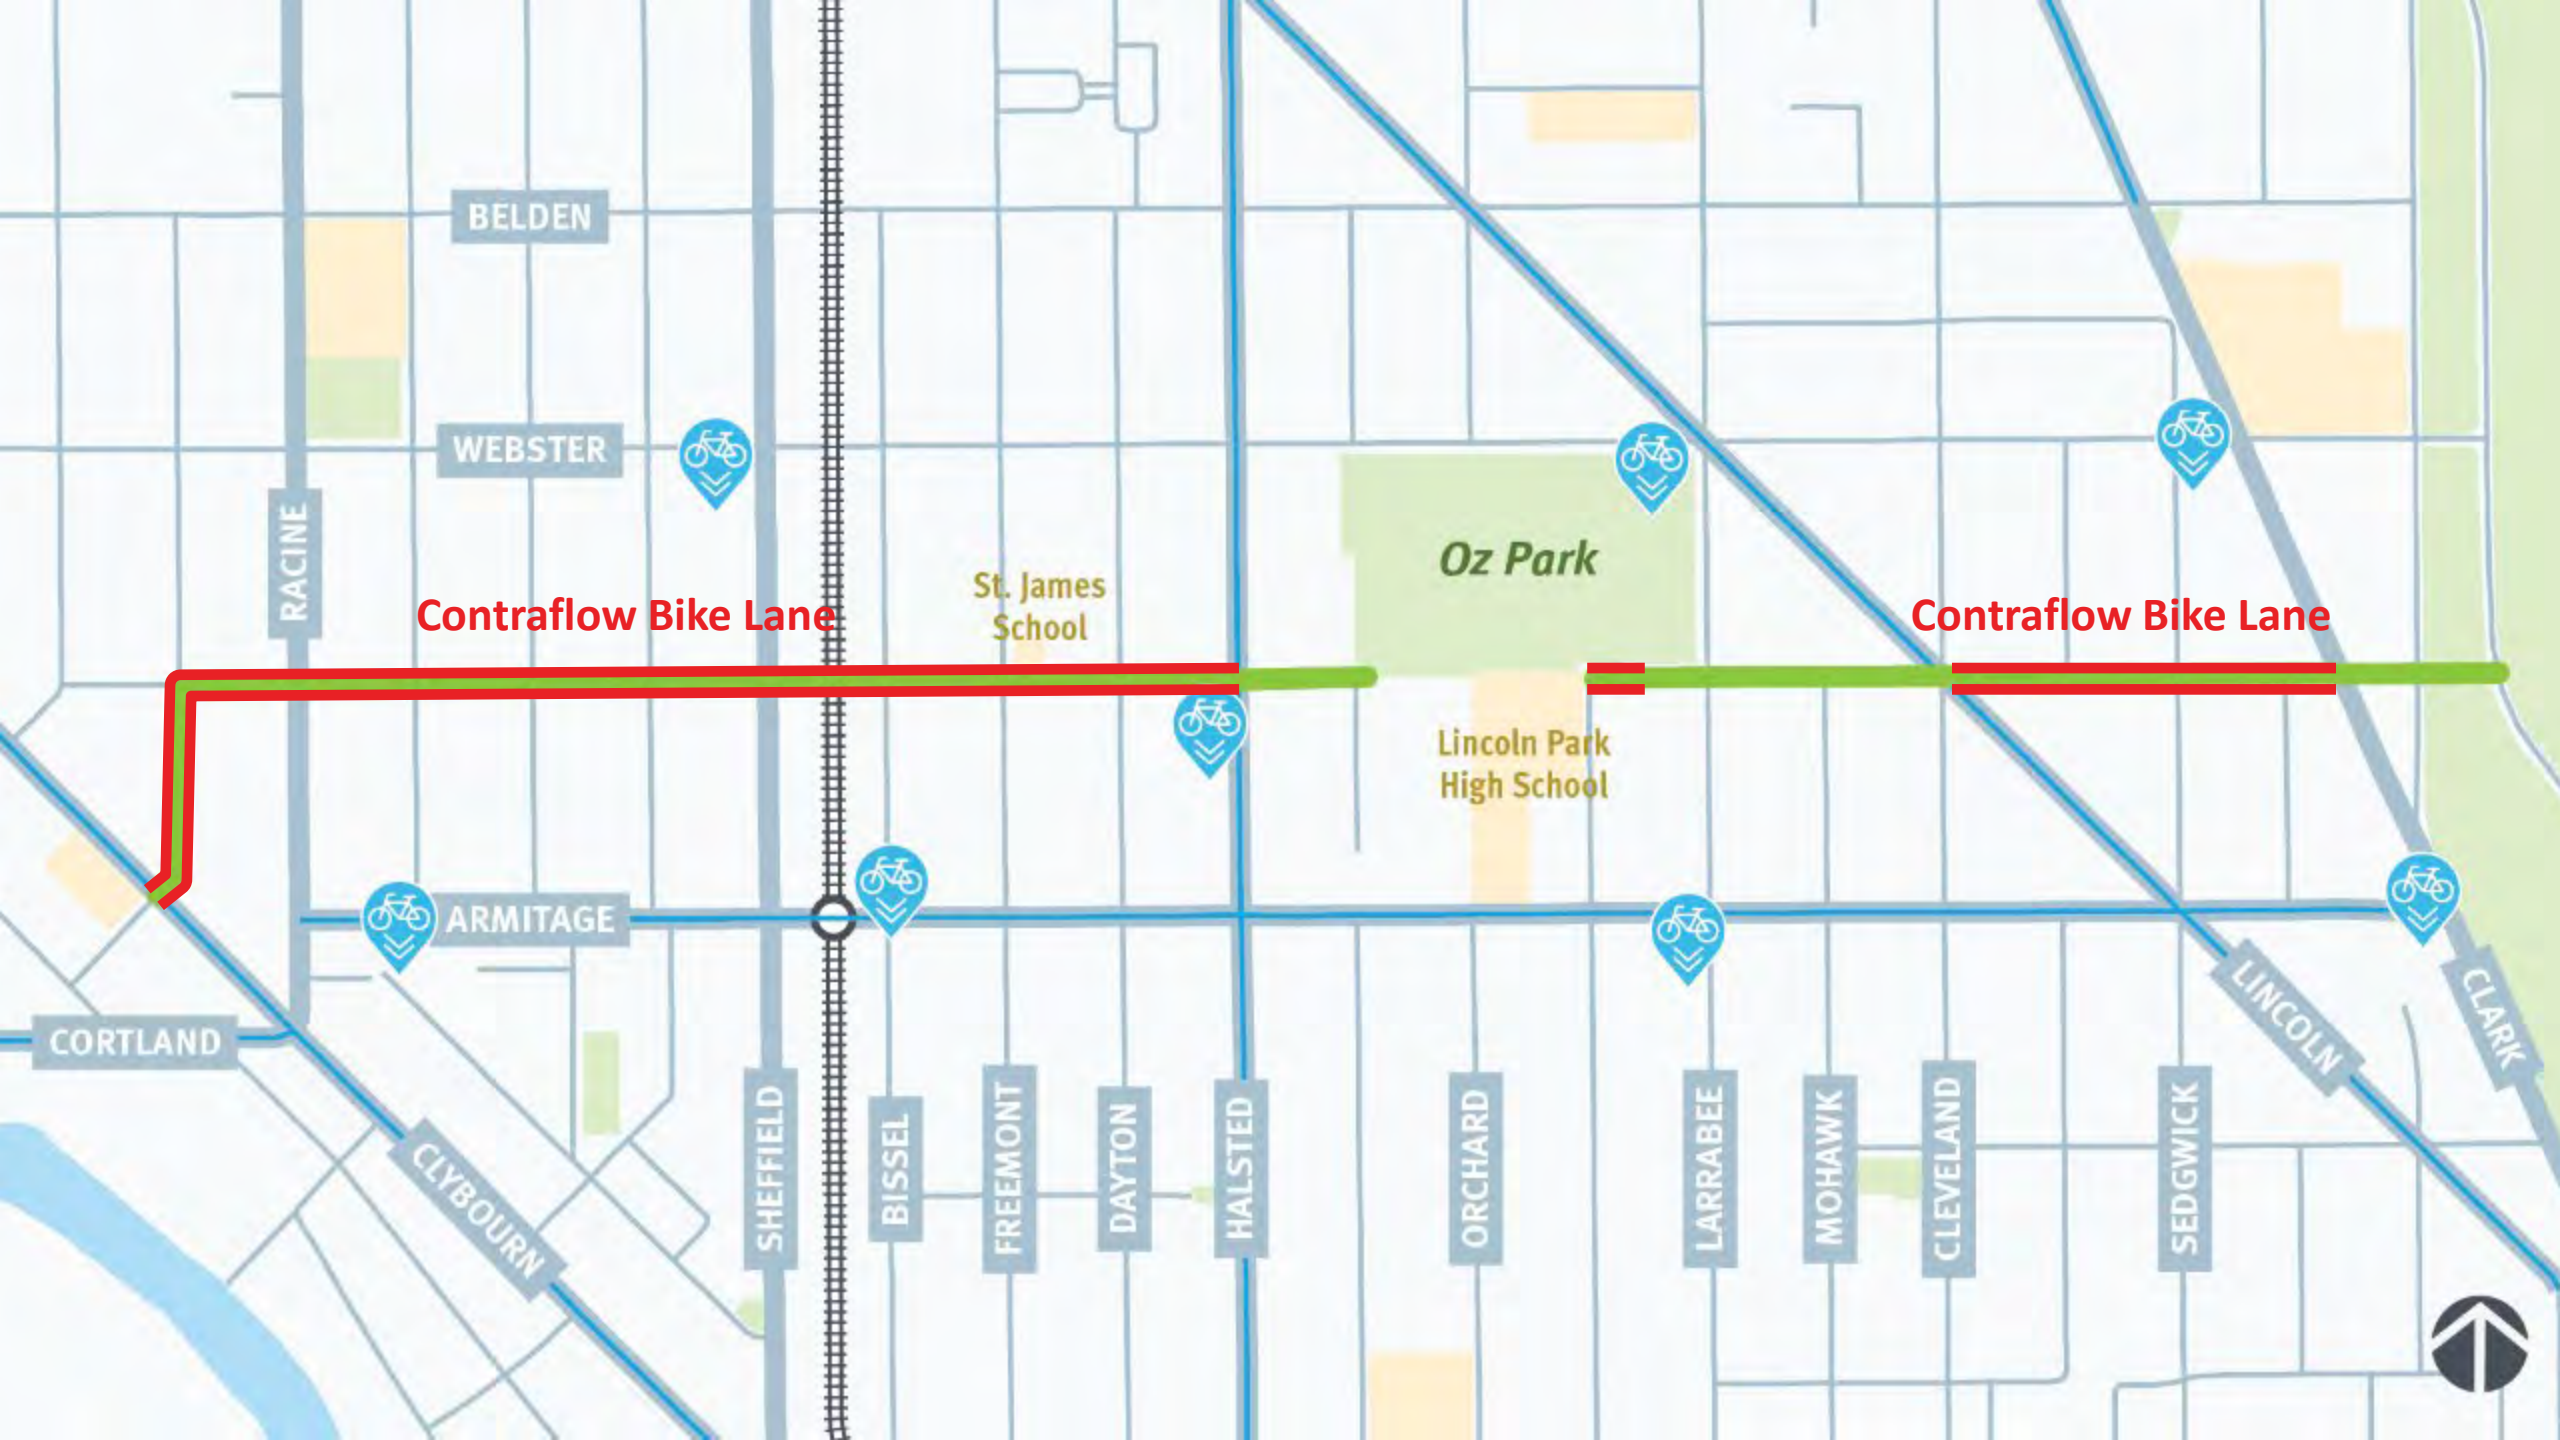 BELDEN
WEBSTER
RACINE
Oz Park
St. James
School
Contraflow Bike Lane
Contraflow Bike Lane
Lincoln Park
High School
ARMITAGE
CORTLAND
CLYBOURN
SHEFFIELD
BISSEL
FREEMONT
DAYTON
HALSTED
ORCHARD
LARRABEE
MOHAWK
CLEVELAND
SEDGWICK
LINCOLN
CLARK